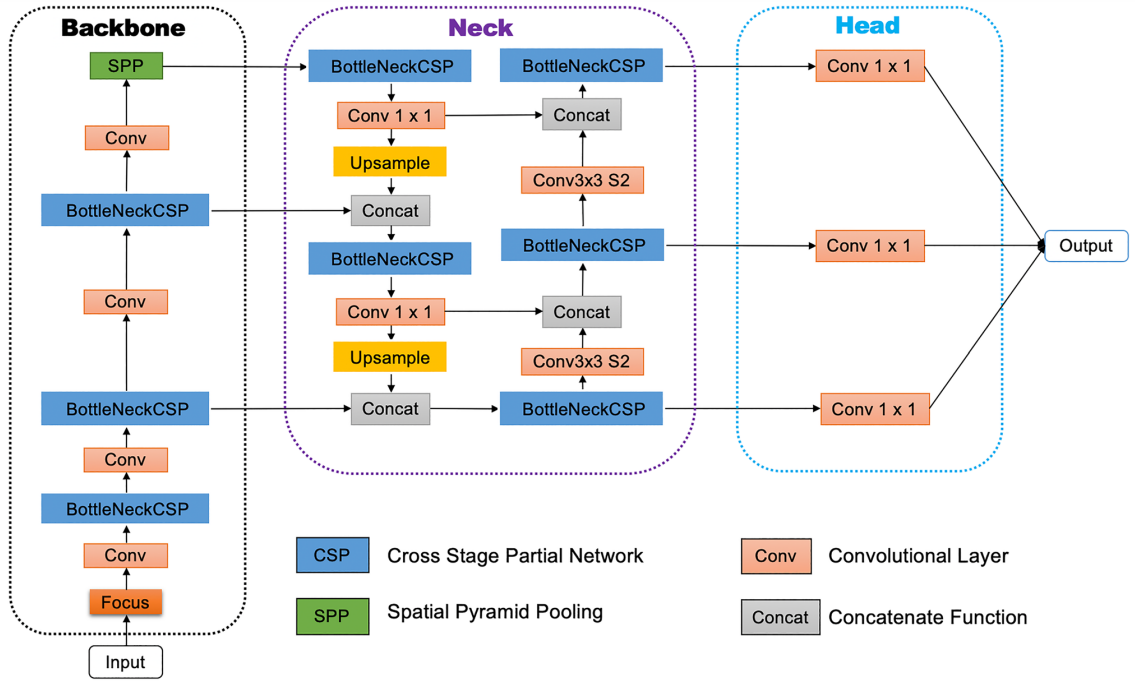 Backbone
SPP
Conv
BottleNeckCSP
Conv
BottleNeckCSP
Conv
BottleNeckCSP
Conv
Focus
Input
Neck
BottleNeckCSP
Conv 1 x 1
Upsample
Concat
BottleNeckCSP
Conv 1 x 1
Upsample
Concat
BottleNeckCSP
Concat
Conv3x3 S2
BottleNeckCSP
Concat
Conv3x3 S2
BottleNeckCSP
Head
Conv 1 x 1
Conv 1 x 1
Conv 1 x 1
Output
CSP Cross Stage Partial Network
SPP Spatial Pyramid Pooling
Conv Convolutional Layer
Concat Concatenate Function